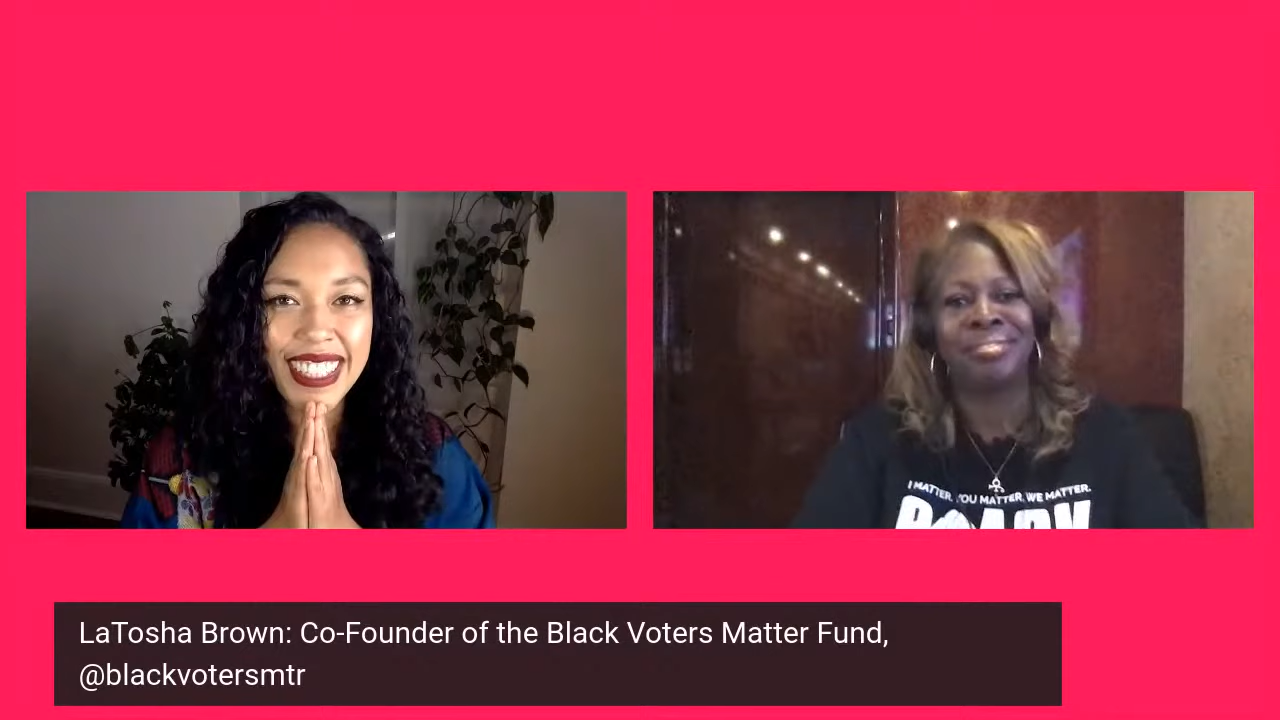 I MATTER. YOU MATTER. WE MATTER.
LaTosha Brown: Co-Founder of the Black Voters Matter Fund,
@blackvotersmtr